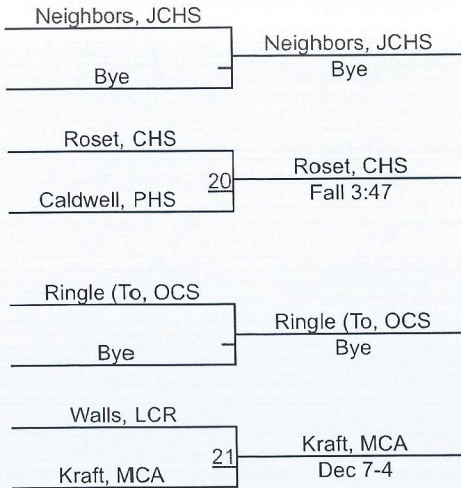 Neighbors, JCHS
Bye
Neighbors, JCHS
Bye
Roset, CHS
20
Caldwell, PHS
Roset, CHS
Fall 3:47
Ringle (To, OCS
Bye
Ringle (To, OCS
Bye
Walls, LCR
21
Kraft, MCA
Kraft, MCA
Dec 7-4